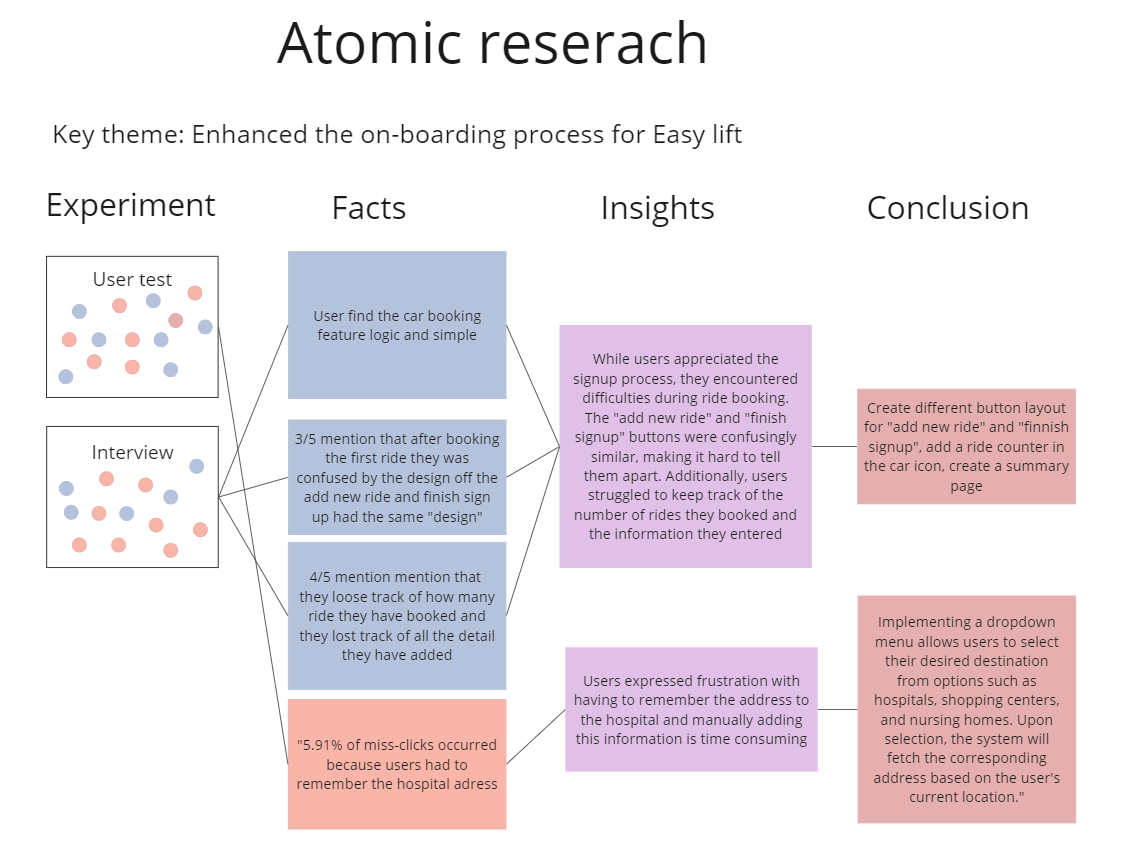 Atomic reserach
Key theme: Enhanced the on-boarding process for Easy lift
Experiment
Facts
Insights
Conclusion
User test
Interview
User find the car booking
feature logic and simple
3/5 mention that after booking
the first ride they was
confused by the design off the
add new ride and finish sign
up had the same "design"
4/5 mention mention that
they loose track of how many
ride they have booked and
they lost track of all the detail
they have added
"5.91% of miss-clicks occurred
because users had to
remember the hospital adress
While users appreciated the
signup process, they encountered
difficulties during ride booking.
The "add new ride" and "finish
signup" buttons were confusingly
similar, making it hard to tell
them apart. Additionally, users
struggled to keep track of the
number of rides they booked and
the information they entered
Users expressed frustration with
having to remember the address to
the hospital and manually adding
this information is time consuming
Create different button layout
for "add new ride" and "finnish
signup", add a ride counter in
the car icon, create a summary
page
Implementing a dropdown
menu allows users to select
their desired destination
from options such as
hospitals, shopping centers,
and nursing homes. Upon
selection, the system will
fetch the corresponding
address based on the user's
current location."